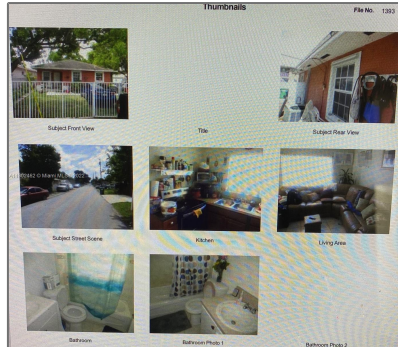 Thumbnails
File No. 1393
Subject Front View
Title
Subject Rear View
Subject Street Scene
Kitchen
Living Area
Bathroom
Bathroom Photo 1
Bathroom Photo 2